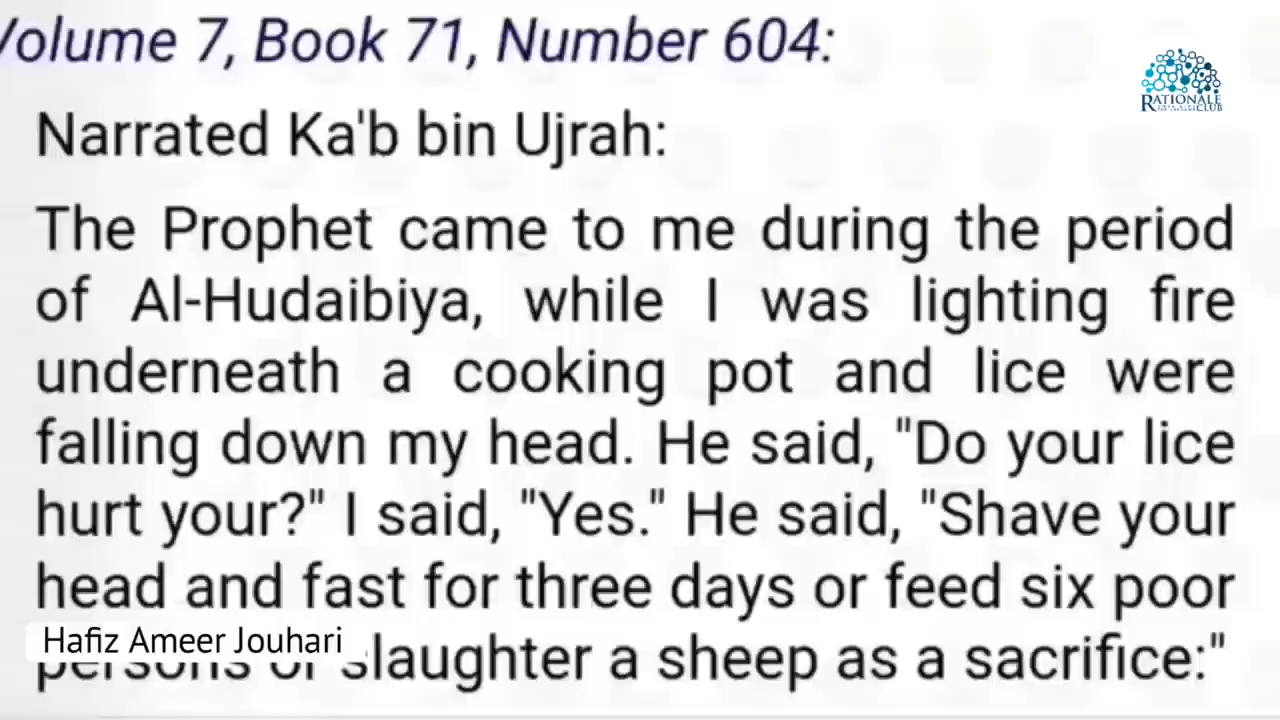 Volume 7, Book 71, Number 604:
RATIONALE
CLUB
Narrated Ka'b bin Ujrah:
The Prophet came to me during the period
of Al-Hudaibiya, while I was lighting fire
underneath a cooking pot and lice were
falling down my head. He said, "Do your lice
hurt your?" I said, "Yes." He said, "Shave your
head and fast for three days or feed six poor
Hafiz Ameer Jouhari
persons or slaughter a sheep as a sacrifice:"